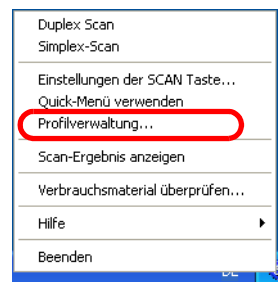 Duplex Scan
Simplex-Scan
Einstellungen der SCAN Taste...
Quick-Menü verwenden
Profilverwaltung...
Scan-Ergebnis anzeigen
Verbrauchsmaterial überprüfen...
Hilfe
Beenden